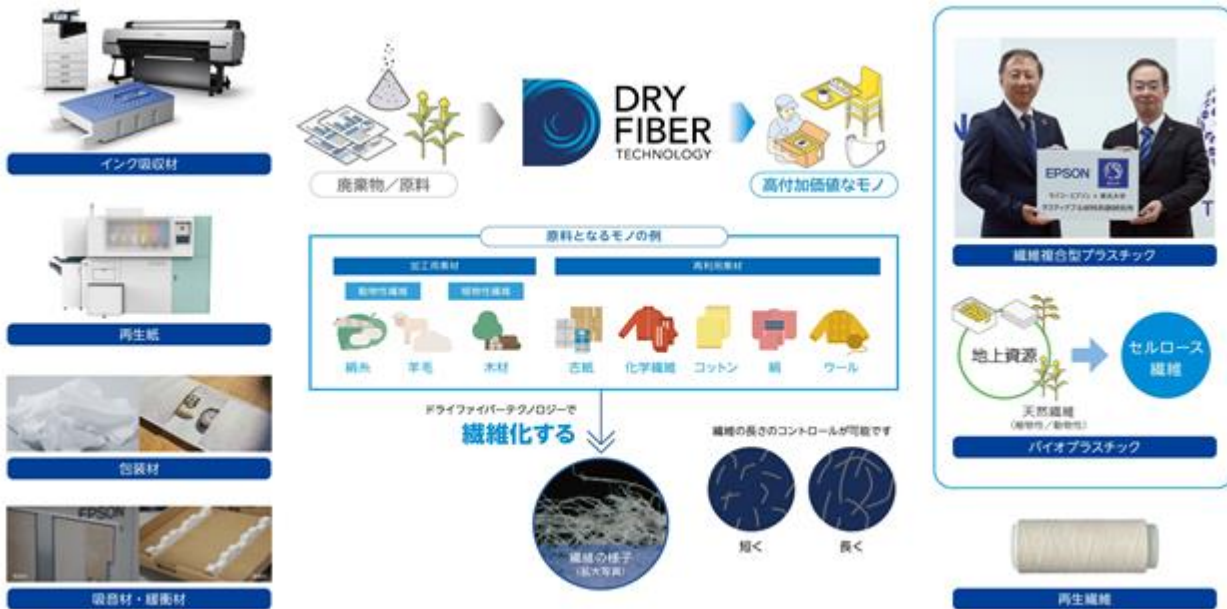 インク吸収材
再生紙
包装材
EPSON
吸音材・緩衝材
DRY
FIBER
TECHNOLOGY
廃棄物／原料
高付加価値なモノ
原料となるモノの例
加工用素材
再利用素材
動物性繊維
植物性繊維
絹糸
羊毛
木材
古紙
化学繊維
コットン
絹
ウール
ドライファイバーテクノロジーで
繊維化する
繊維の様子
(拡大写真)
繊維の長さのコントロールが可能です
短く
長く
EPSON
繊維複合型プラスチック
地上資源
セルロース
繊維
天然繊維
(植物性／動物性)
バイオプラスチック
再生繊維